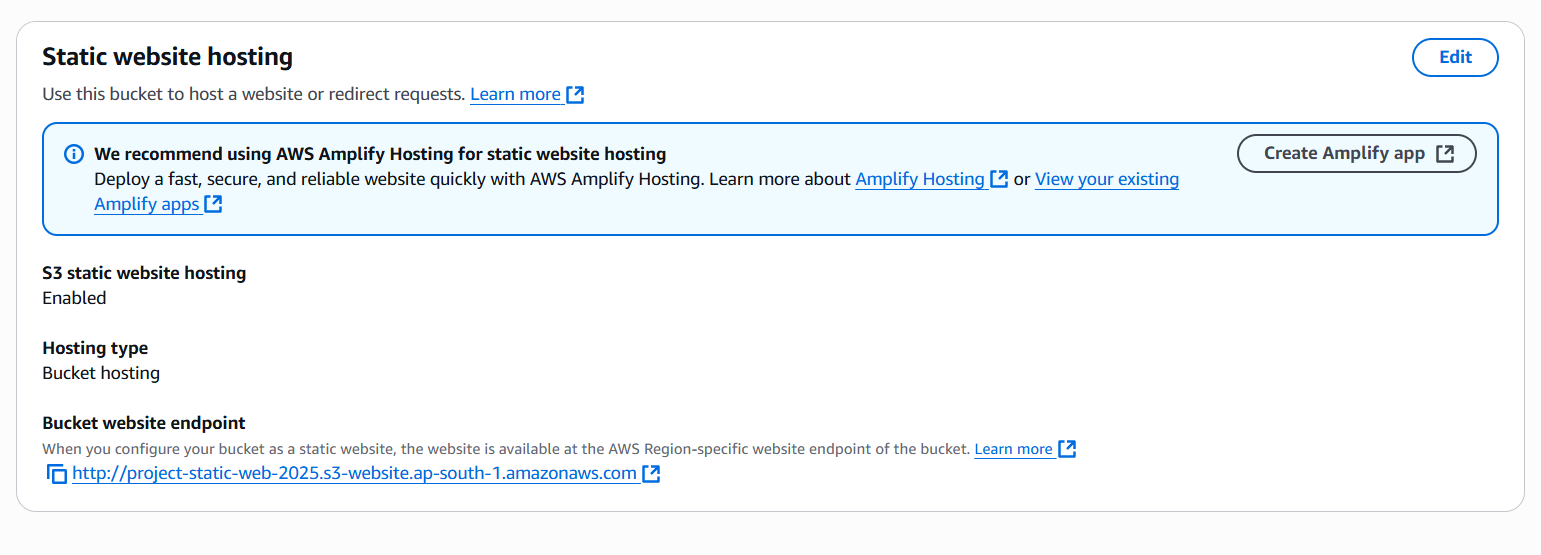 Static website hosting
Edit
Use this bucket to host a website or redirect requests. Learn more
We recommend using AWS Amplify Hosting for static website hosting
Create Amplify app
Deploy a fast, secure, and reliable website quickly with AWS Amplify Hosting. Learn more about Amplify Hosting or View your existing
Amplify apps
S3 static website hosting
Enabled
Hosting type
Bucket hosting
Bucket website endpoint
When you configure your bucket as a static website, the website is available at the AWS Region-specific website endpoint of the bucket. Learn more
http://project-static-web-2025.s3-website.ap-south-1.amazonaws.com